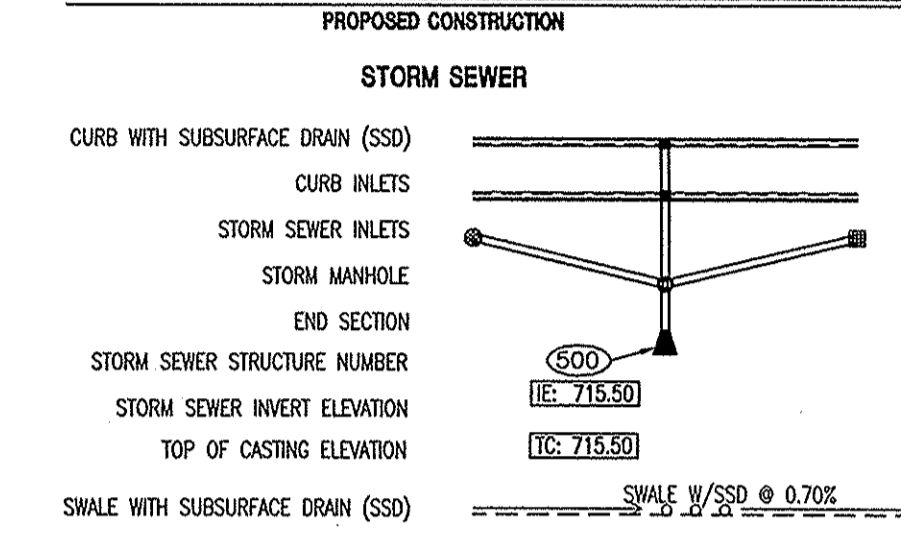 PROPOSED CONSTRUCTION
STORM SEWER
CURB WITH SUBSURFACE DRAIN (SSD)
CURB INLETS
STORM SEWER INLETS
STORM MANHOLE
END SECTION
STORM SEWER STRUCTURE NUMBER
500
STORM SEWER INVERT ELEVATION
IE: 715.50
TOP OF CASTING ELEVATION
TC: 715.50
SWALE WITH SUBSURFACE DRAIN (SSD)
SWALE W/SSD @ 0.70%